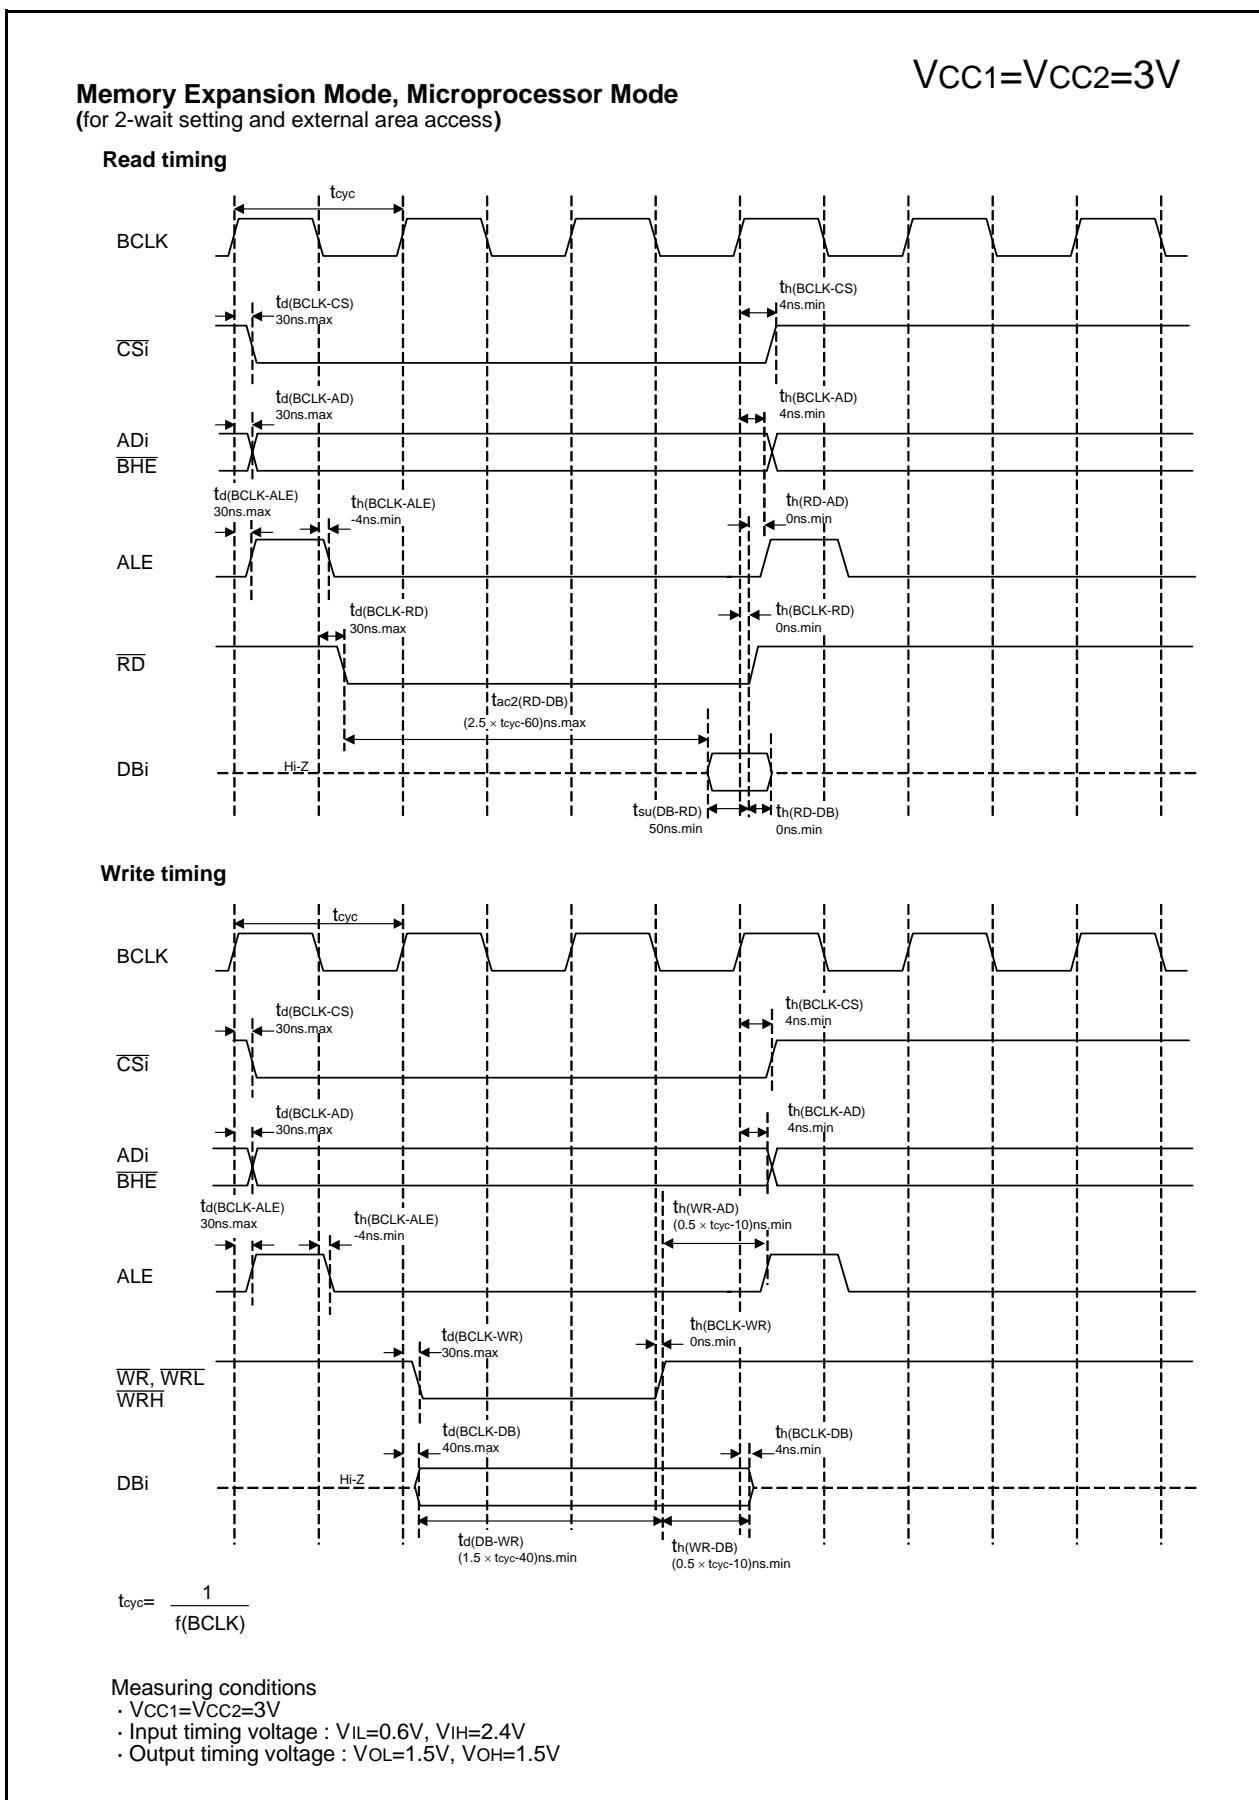 VCC1=VCC2=3V
Memory Expansion Mode, Microprocessor Mode
(for 2-wait setting and external area access)
Read timing
tcyc
BCLK
td(BCLK-CS)
30ns.max
th(BCLK-CS)
4ns.min
CSi
td(BCLK-AD)
30ns.max
th(BCLK-AD)
4ns.min
ADi
BHE
td(BCLK-ALE)
30ns.max
th(BCLK-ALE)
-4ns.min
th(RD-AD)
0ns.min
ALE
td(BCLK-RD)
30ns.max
th(BCLK-RD)
0ns.min
RD
tac2(RD-DB)
(2.5 × tcyc-60)ns.max
DBi
Hi-Z
tsu(DB-RD)
50ns.min
th(RD-DB)
0ns.min
Write timing
tcyc
BCLK
td(BCLK-CS)
30ns.max
th(BCLK-CS)
4ns.min
CSi
td(BCLK-AD)
30ns.max
th(BCLK-AD)
4ns.min
ADi
BHE
td(BCLK-ALE)
30ns.max
th(BCLK-ALE)
-4ns.min
th(WR-AD)
(0.5 × tcyc-10)ns.min
ALE
td(BCLK-WR)
30ns.max
th(BCLK-WR)
0ns.min
WR, WRL
WRH
td(BCLK-DB)
40ns.max
th(BCLK-DB)
4ns.min
DBi
Hi-Z
td(DB-WR)
(1.5 × tcyc-40)ns.min
th(WR-DB)
(0.5 × tcyc-10)ns.min
tcyc= 1
f(BCLK)
Measuring conditions
· VCC1=VCC2=3V
· Input timing voltage : VIL=0.6V, VIH=2.4V
· Output timing voltage : VOL=1.5V, VOH=1.5V